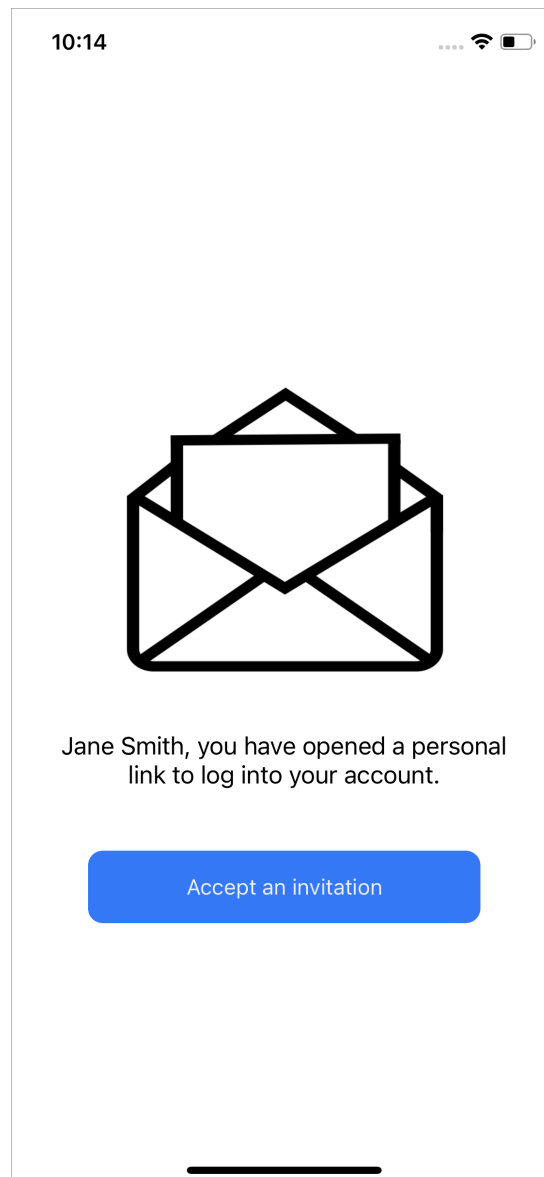 10:14
Jane Smith, you have opened a personal
link to log into your account.
Accept an invitation